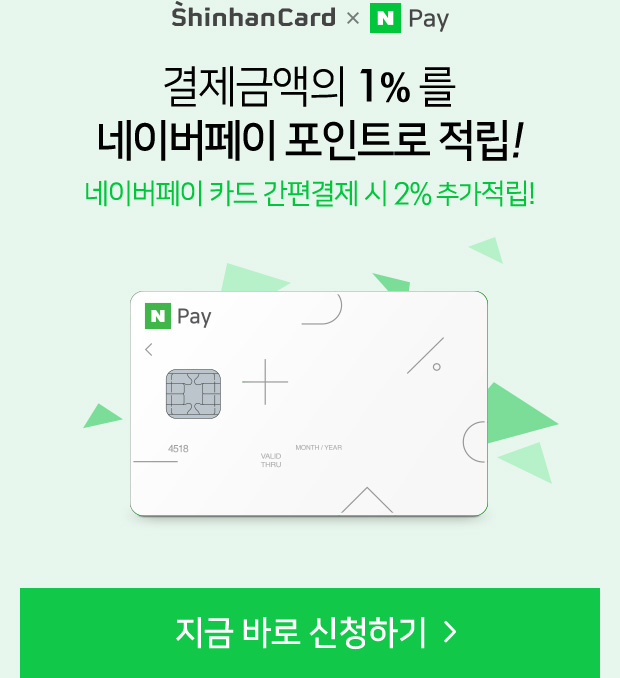 ShinhanCard × N Pay
결제금액의 1% 를
네이버페이 포인트로 적립!
네이버페이 카드 간편결제 시 2% 추가적립!
N Pay
4518
MONTH / YEAR
VALID
THRU
지금 바로 신청하기 >